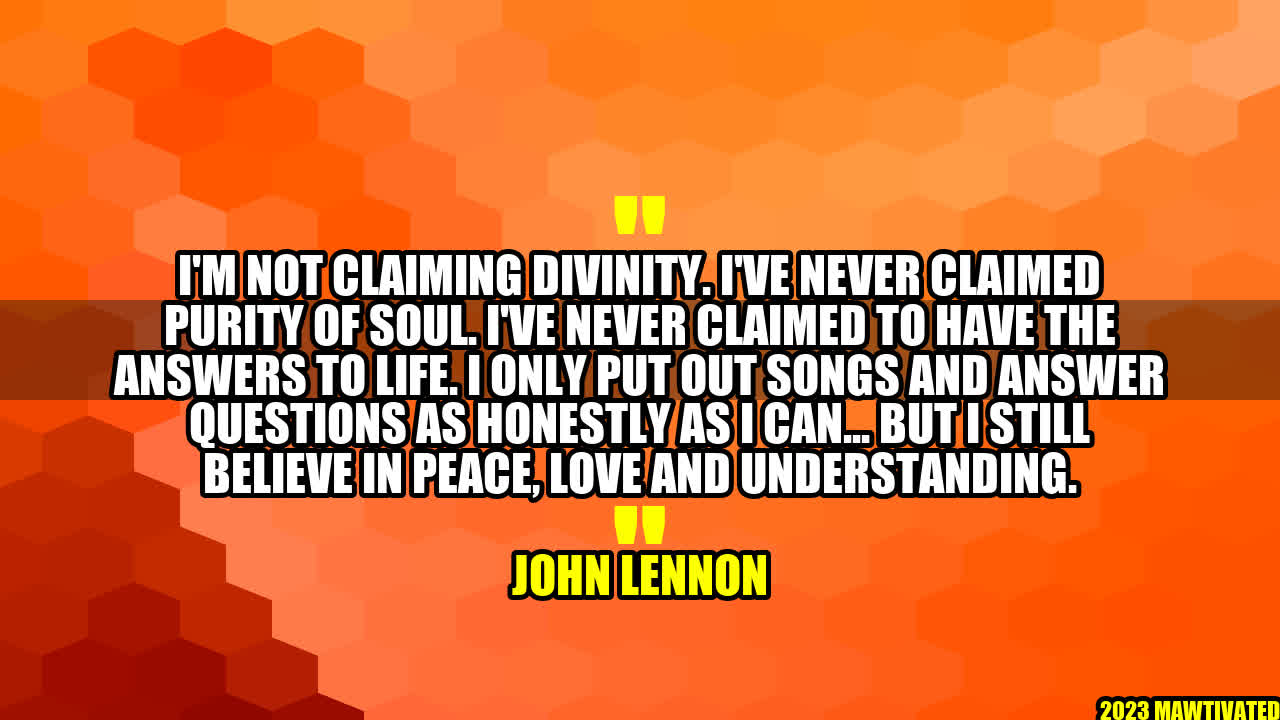 "
I'M NOT CLAIMING DIVINITY. I'VE NEVER CLAIMED
PURITY OF SOUL. I'VE NEVER CLAIMED TO HAVE THE
ANSWERS TO LIFE. I ONLY PUT OUT SONGS AND ANSWER
QUESTIONS AS HONESTLY AS I CAN... BUT I STILL
BELIEVE IN PEACE, LOVE AND UNDERSTANDING.
"
JOHN LENNON
2023 MAWTIVATED